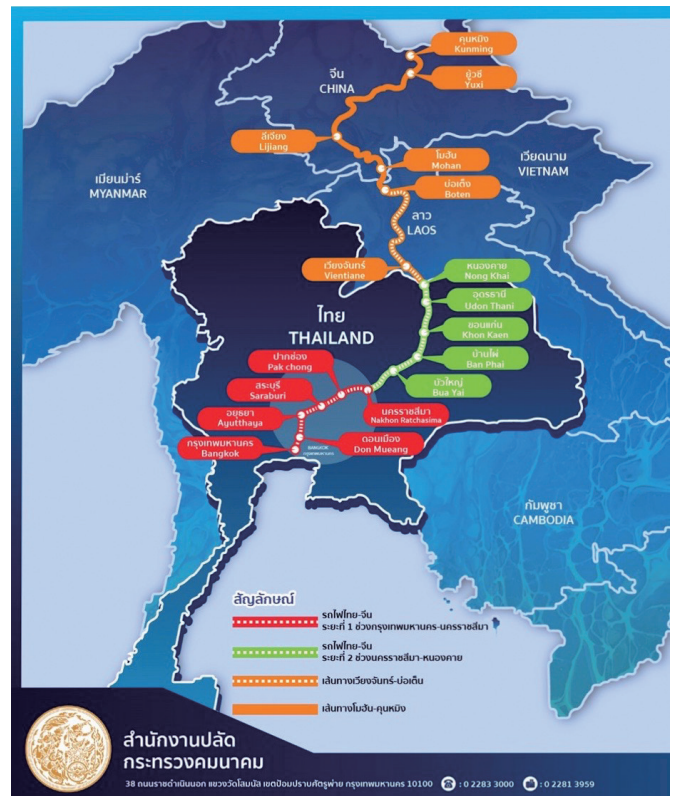 คุนหมิง
Kunming
จีน
CHINA
ยู่วซี
Yuxi
ลีเจียง
Lijiang
โมฮัน
Mohan
เวียดนาม
VIETNAM
เมียนม่าร์
MYANMAR
บ่อเต็ง
Boten
ลาว
LAOS
เวียงจันทร์
Vientiane
หนองคาย
Nong Khai
อุดรธานี
Udon Thani
ไทย
THAILAND
ขอนแก่น
Khon Kaen
ปากช่อง
Pak chong
บ้านไผ่
Ban Phai
สระบุรี
Saraburi
บัวใหญ่
Bua Yai
อยุธยา
Ayutthaya
นครราชสีมา
Nakhon Ratchasima
กรุงเทพมหานคร
Bangkok
ดอนเมือง
Don Mueang
BANGKOK
กรุงเทพมหานคร
กัมพูชา
CAMBODIA
สัญลักษณ์
รถไฟไทย-จีน
ระยะที่ 1 ช่วงกรุงเทพมหานคร-นครราชสีมา
รถไฟไทย-จีน
ระยะที่ 2 ช่วงนครราชสีมา-หนองคาย
เส้นทางเวียงจันทร์-บ่อเต็น
เส้นทางโมฮัน-คุนหมิง
สำนักงานปลัด
กระทรวงคมนาคม
38 ถนนราชดำเนินนอก แขวงวัดโสมนัส เขตป้อมปราบศัตรูพ่าย กรุงเทพมหานคร 10100 : 0 2283 3000 : 0 2281 3959